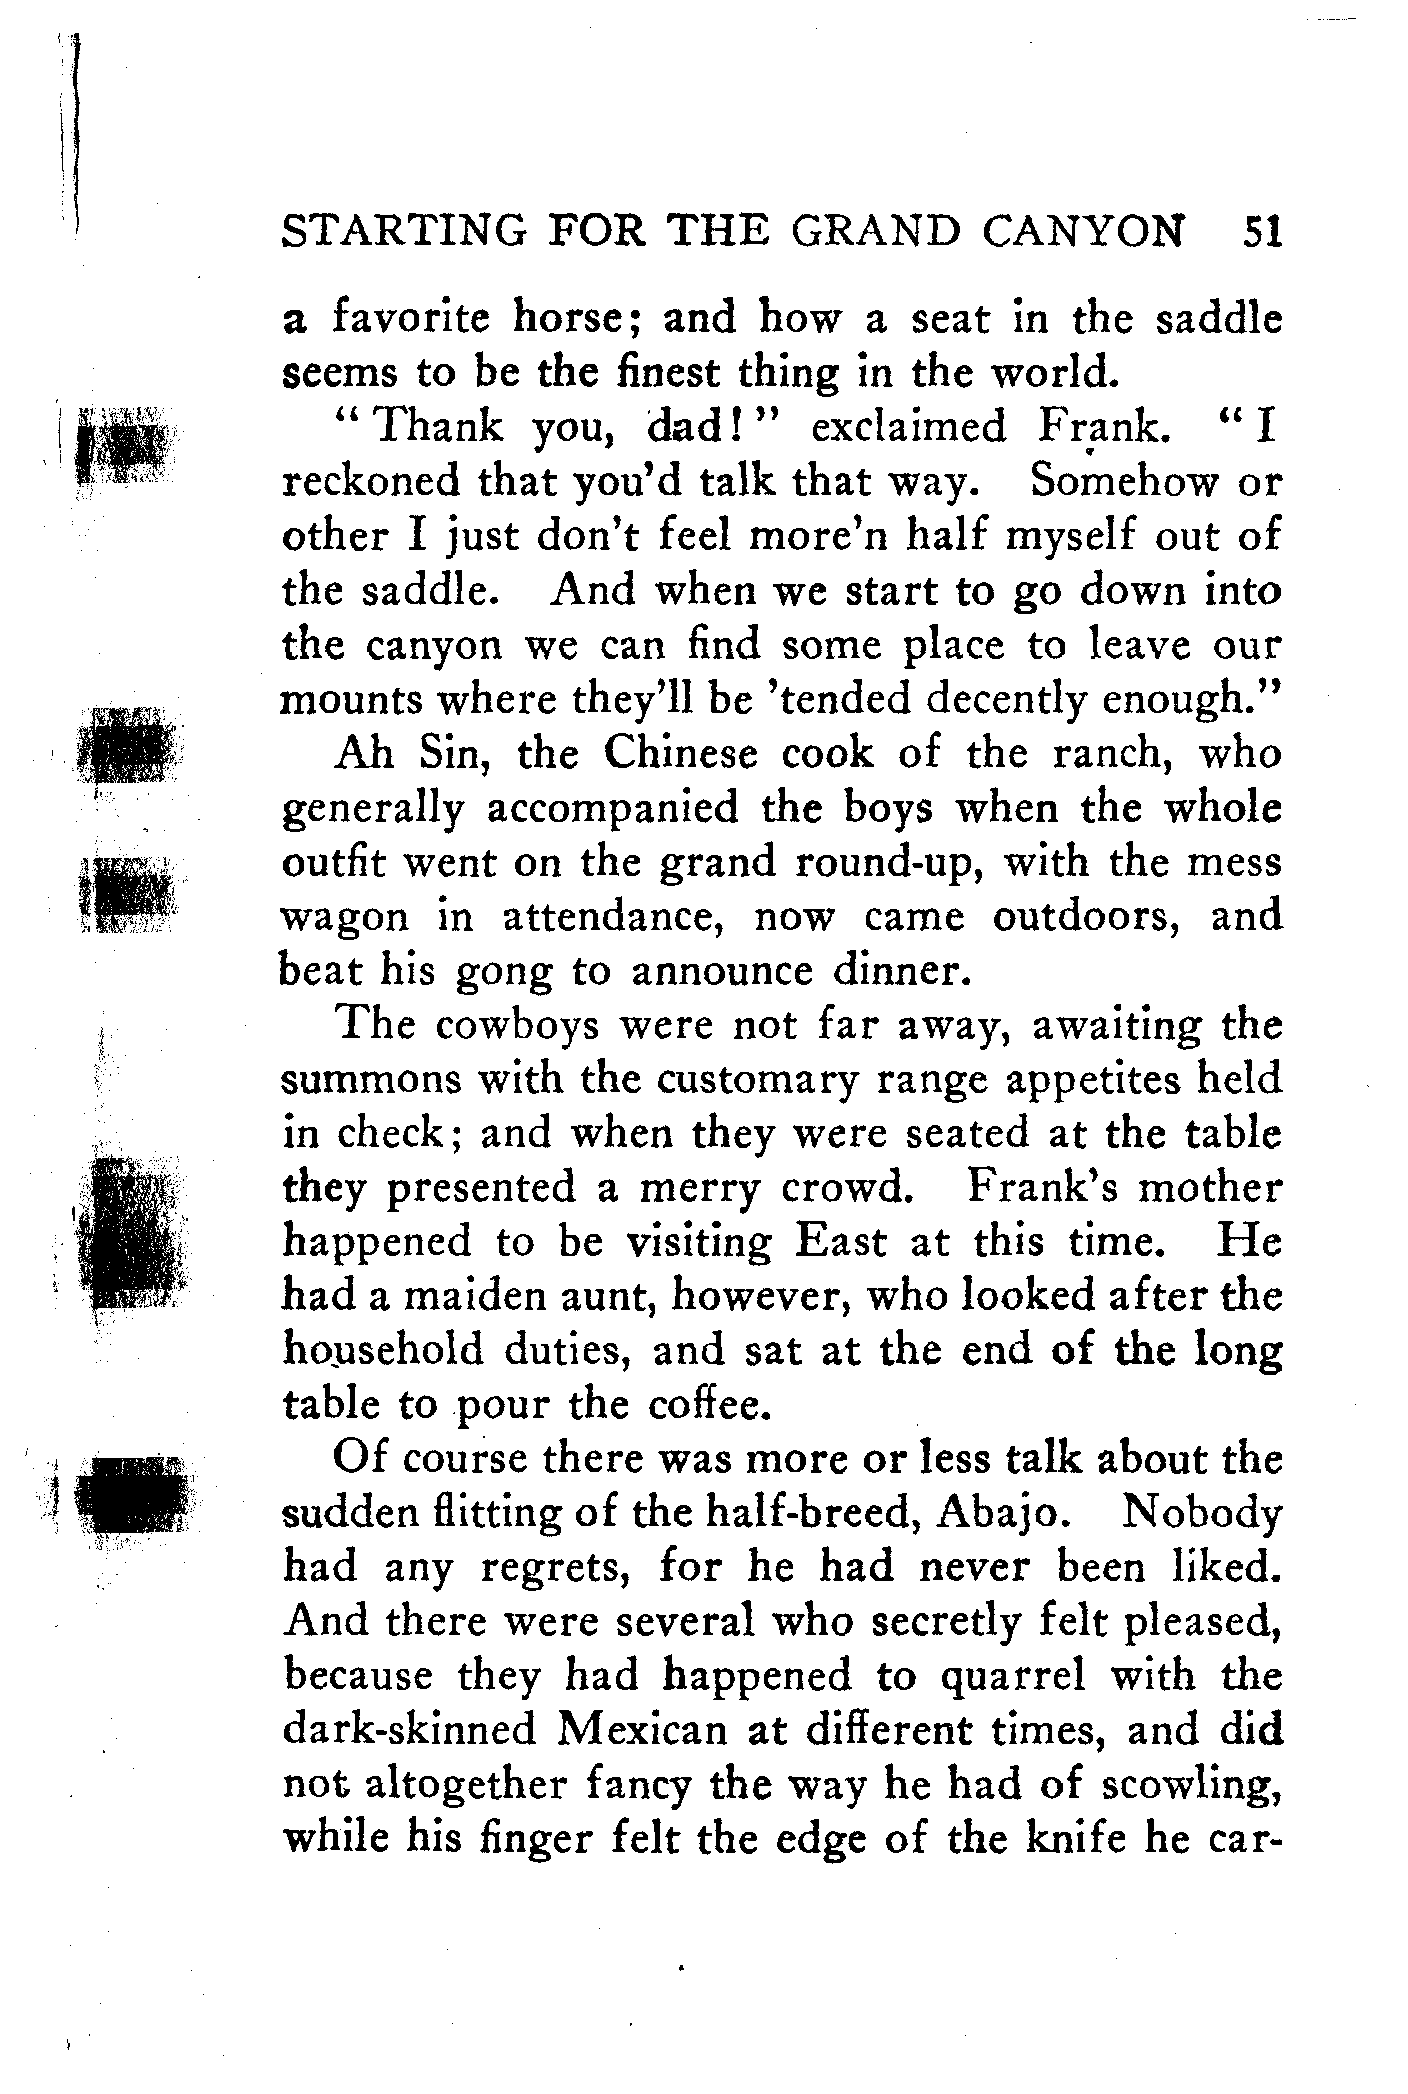 STARTING FOR THE GRAND CANYON 51
a favorite horse; and how a seat in the saddle
seems to be the finest thing in the world.
“Thank you, dad!” exclaimed Frank. “I
reckoned that you’d talk that way. Somehow or
other I just don’t feel more’n half myself out of
the saddle. And when we start to go down into
the canyon we can find some place to leave our
mounts where they’ll be ’tended decently enough.”
Ah Sin, the Chinese cook of the ranch, who
generally accompanied the boys when the whole
outfit went on the grand round-up, with the mess
wagon in attendance, now came outdoors, and
beat his gong to announce dinner.
The cowboys were not far away, awaiting the
summons with the customary range appetites held
in check; and when they were seated at the table
they presented a merry crowd. Frank’s mother
happened to be visiting East at this time. He
had a maiden aunt, however, who looked after the
household duties, and sat at the end of the long
table to pour the coffee.
Of course there was more or less talk about the
sudden flitting of the half-breed, Abajo. Nobody
had any regrets, for he had never been liked.
And there were several who secretly felt pleased,
because they had happened to quarrel with the
dark-skinned Mexican at different times, and did
not altogether fancy the way he had of scowling,
while his finger felt the edge of the knife he car-